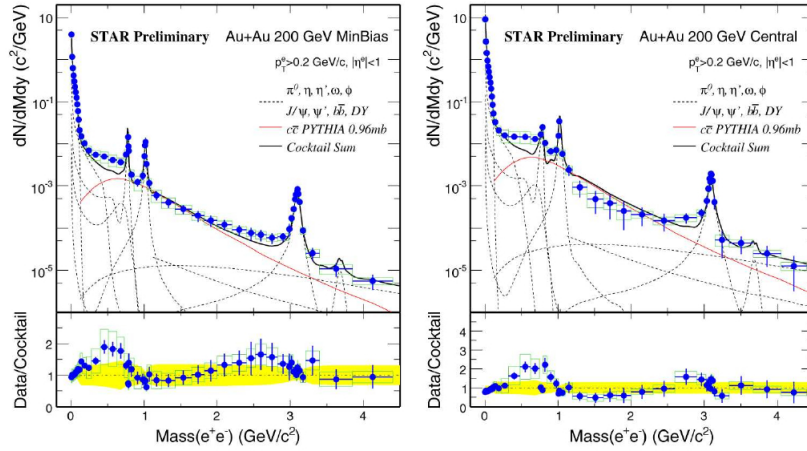 STAR Preliminary Au+Au 200 GeV MinBias
p_T^e>0.2 GeV/c, |η^e|<1
π⁰, η, η’, ω, φ
J/ψ, ψ’, bb̅, DY
cc̅ PYTHIA 0.96mb
Cocktail Sum
dN/dMdy (c²/GeV)
10
10⁻¹
10⁻³
10⁻⁵
Data/Cocktail
2
1
0
0 1 2 3 4
Mass(e⁺e⁻) (GeV/c²)
STAR Preliminary Au+Au 200 GeV Central
p_T^e>0.2 GeV/c, |η^e|<1
π⁰, η, η’, ω, φ
J/ψ, ψ’, bb̅, DY
cc̅ PYTHIA 0.96mb
Cocktail Sum
dN/dMdy (c²/GeV)
10
10⁻¹
10⁻³
10⁻⁵
Data/Cocktail
4
3
2
1
0
0 1 2 3 4
Mass(e⁺e⁻) (GeV/c²)